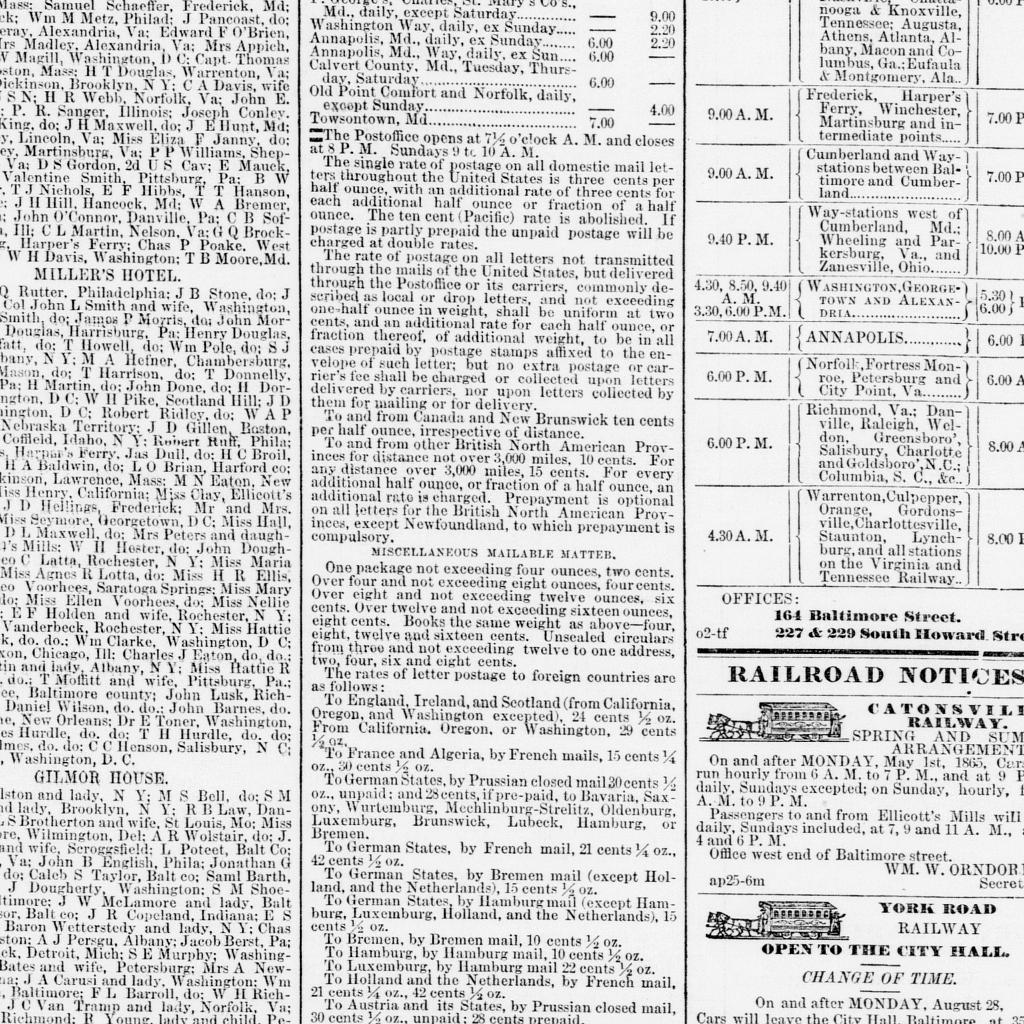 Mass: Samuel Schaeffer, Frederick, Md;
Wm M Metz, Philad; J Pancoast, do;
Alexandria, Va; Edward F O'Brien,
Madley, Alexandria, Va; Mrs Appich,
W Magill, Washington, D C; Capt. Thomas
Mass: H T Douglas, Warrenton, Va;
Dickinson, Brooklyn, N Y; C A Davis, wife
S N; H R Webb, Norfolk, Va; John E.
P. R. Sanger, Illinois; Joseph Conley.
King, do; J H Maxwell, do; J E Hunt, Md;
Lincoln, Va; Miss Eliza F Janny, do;
Martinsburg, Va; P P Williams, Shep-
Va; D S Gordon, 2d U S Cav; P Mauck
Valentine Smith, Pittsburg, Pa; B W
T J Nichols, E F Hibbs, T T Hanson,
J H Hill, Hancock, Md; W A Bremer,
John O'Connor, Danville, Pa; C B Sof-
Ill; C L Martin, Nelson, Va; G Q Brock-
Harper's Ferry; Chas P Poake, West
W H Davis, Washington; T B Moore, Md.
MILLER'S HOTEL.
Q Rutter, Philadelphia; J B Stone, do; J
Col John L Smith and wife, Washington,
Smith, do; James P Morris, do; John Mor-
Douglas, Harrisburg, Pa; Henry Douglas,
do; T Howell, do; Wm Pole, do; S J
N Y; M A Hefner, Chambersburg,
Mason, do; T Harrison, do; T Donnelly,
Pa; H Martin, do; John Done, do; H Dor-
D C; W H Pike, Scotland Hill; J D
D C; Robert Ridley, do; W A P
Nebraska Territory; J D Gillen, Boston,
Coffield, Idaho, N Y; Robert Huff, Phila;
Harper's Ferry, Jas Dull, do; H C Broil,
H A Baldwin, do; L O Brian, Harford co;
Lawrence, Mass; M N Eaton, New
Miss Henry, California; Miss Clay, Ellicott's
J D Hellings, Frederick; Mr and Mrs.
Miss Seymore, Georgetown, D C; Miss Hall,
D L Maxwell, do; Mrs Peters and daugh-
Mills; W H Hester, do; John Dough-
C Latta, Rochester, N Y; Miss Maria
Miss Agnes R Lotta, do; Miss H R Ellis,
Voorhees, Saratoga Springs; Miss Mary
do; Miss Ellen Voorhees, do; Miss Nellie
E F Holden and wife, Rochester, N Y;
Vanderbeck, Rochester, N Y; Miss Hattie
do. do.; Wm Clarke, Washington, D C;
Chicago, Ill; Charles J Eaton, do. do.;
and lady, Albany, N Y; Miss Hattie R
do.; T Moffitt and wife, Pittsburg, Pa.;
Baltimore county; John Lusk, Rich-
Daniel Wilson, do. do.; John Barnes, do.
New Orleans; Dr E Toner, Washington,
Hurdle, do. do.; T H Hurdle, do. do;
do. do; C C Henson, Salisbury, N C;
Washington, D. C.
GILMOR HOUSE.
and lady, N Y; M S Bell, do; S M
and lady, Brooklyn, N Y; R B Law, Dan-
L S Brotherton and wife, St Louis, Mo; Miss
Wilmington, Del; A R Wolstair, do; J.
and wife, Scroggsfield; L Poteet, Balt Co;
Va; John B English, Phila; Jonathan G
do; Caleb S Taylor, Balt co; Saml Barth,
J Dougherty, Washington; S M Shoe-
J W McLamore and lady, Balt
Balt co; J R Copeland, Indiana; E S
Baron Wetterstedy and lady, N Y; Chas
A J Persgu, Albany; Jacob Berst, Pa;
Detroit, Mich; S E Murphy; Washing-
Bates and wife, Petersburg; Mrs A New-
J A Carusi and lady, Washington; Wm
Baltimore; F L Barroll, do; W H Rich-
J C Van Tramp and lady, Norfolk, Va;
Richmond; R Young, lady and child, Pe-
Md., daily, except Saturday.......... — 9.00
Washington Way, daily, ex Sunday..... — 2.20
Annapolis, Md., daily, ex Sunday..... 6.00 2.20
Annapolis, Md., Way, daily, ex Sun.... 6.00 —
Calvert County, Md., Tuesday, Thurs-
day, Saturday.......... 6.00 —
Old Point Comfort and Norfolk, daily,
except Sunday.......... — 4.00
Towsontown, Md.......... 7.00 —
The Postoffice opens at 7½ o'clock A. M. and closes
at 8 P. M. Sundays 9 to 10 A. M.
The single rate of postage on all domestic mail let-
ters throughout the United States is three cents per
half ounce, with an additional rate of three cents for
each additional half ounce or fraction of a half
ounce. The ten cent (Pacific) rate is abolished. If
postage is partly prepaid the unpaid postage will be
charged at double rates.
The rate of postage on all letters not transmitted
through the mails of the United States, but delivered
through the Postoffice or its carriers, commonly de-
scribed as local or drop letters, and not exceeding
one-half ounce in weight, shall be uniform at two
cents, and an additional rate for each half ounce, or
fraction thereof, of additional weight, to be in all
cases prepaid by postage stamps affixed to the en-
velope of such letter; but no extra postage or car-
rier's fee shall be charged or collected upon letters
delivered by carriers, nor upon letters collected by
them for mailing or for delivery.
To and from Canada and New Brunswick ten cents
per half ounce, irrespective of distance.
To and from other British North American Prov-
inces for distance not over 3,000 miles, 10 cents. For
any distance over 3,000 miles, 15 cents. For every
additional half ounce, or fraction of a half ounce, an
additional rate is charged. Prepayment is optional
on all letters for the British North American Prov-
inces, except Newfoundland, to which prepayment is
compulsory.
MISCELLANEOUS MAILABLE MATTER.
One package not exceeding four ounces, two cents.
Over four and not exceeding eight ounces, four cents.
Over eight and not exceeding twelve ounces, six
cents. Over twelve and not exceeding sixteen ounces,
eight cents. Books the same weight as above—four,
eight, twelve and sixteen cents. Unsealed circulars
from three and not exceeding twelve to one address,
two, four, six and eight cents.
The rates of letter postage to foreign countries are
as follows:
To England, Ireland, and Scotland (from California,
Oregon, and Washington excepted), 24 cents ½ oz.
From California, Oregon, or Washington, 29 cents
½ oz.
To France and Algeria, by French mails, 15 cents ¼
oz., 30 cents ½ oz.
To German States, by Prussian closed mail 30 cents ½
oz., unpaid; and 28 cents, if pre-paid, to Bavaria, Sax-
ony, Wurtemburg, Mechlinburg-Strelitz, Oldenburg,
Luxemburg, Brunswick, Lubeck, Hamburg, or
Bremen.
To German States, by French mail, 21 cents ¼ oz.,
42 cents ½ oz.
To German States, by Bremen mail (except Hol-
land, and the Netherlands), 15 cents ½ oz.
To German States, by Hamburg mail (except Ham-
burg, Luxemburg, Holland, and the Netherlands), 15
cents ½ oz.
To Bremen, by Bremen mail, 10 cents ½ oz.
To Hamburg, by Hamburg mail, 10 cents ½ oz.
To Luxemburg, by Hamburg mail 22 cents ½ oz.
To Holland and the Netherlands, by French mail,
21 cents ¼ oz., 42 cents ½ oz.
To Austria and its States, by Prussian closed mail,
30 cents ½ oz., unpaid; 28 cents prepaid.
nooga & Knoxville,
Tennessee; Augusta,
Athens, Atlanta, Al-
bany, Macon and Co-
lumbus, Ga.; Eufaula
& Montgomery, Ala..
9.00 A. M. Frederick, Harper's 7.00 P
Ferry, Winchester,
Martinsburg and in-
termediate points.....
9.00 A. M. Cumberland and Way- 7.00 P
stations between Bal-
timore and Cumber-
land..........
9.40 P. M. Way-stations west of 8.00 A
Cumberland, Md.; 10.00 P
Wheeling and Par-
kersburg, Va., and
Zanesville, Ohio......
4.30, 8.50, 9.40 WASHINGTON, GEORGE- 5.30
A. M. TOWN AND ALEXAN- 6.00
3.30, 6.00 P.M. DRIA..........
7.00 A. M. ANNAPOLIS.......... 6.00
6.00 P. M. Norfolk, Fortress Mon- 6.00 A
roe, Petersburg and
City Point, Va........
6.00 P. M. Richmond, Va.; Dan- 8.00 A
ville, Raleigh, Wel-
don, Greensboro',
Salisbury, Charlotte
and Goldsboro', N.C.;
Columbia, S. C., &c..
4.30 A. M. Warrenton, Culpepper, 8.00
Orange, Gordons-
ville, Charlottesville,
Staunton, Lynch-
burg, and all stations
on the Virginia and
Tennessee Railway..
OFFICES:
164 Baltimore Street.
o2-tf 227 & 229 South Howard Stre
RAILROAD NOTICES
CATONSVILL
RAILWAY.
SPRING AND SUM
ARRANGEMENT
On and after MONDAY, May 1st, 1865, Cars
run hourly from 6 A. M. to 7 P. M., and at 9 P
daily, Sundays excepted; on Sunday, hourly,
A. M. to 9 P. M.
Passengers to and from Ellicott's Mills will
daily, Sundays included, at 7, 9 and 11 A. M.,
4 and 6 P. M.
Office west end of Baltimore street.
WM. W. ORNDOR
ap25-6m Secret
YORK ROAD
RAILWAY
OPEN TO THE CITY HALL.
CHANGE OF TIME.
On and after MONDAY, August 28,
Cars will leave the City Hall, Baltimore, at